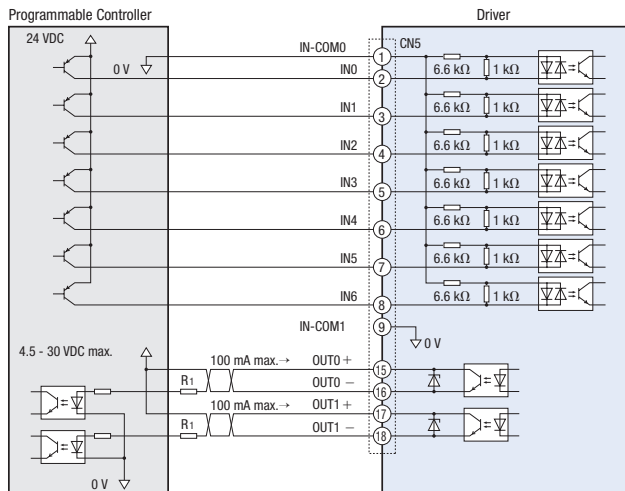 Programmable Controller
Driver
24 VDC
0 V
IN-COM0
1
CN5
6.6 kΩ
1 kΩ
IN0
2
6.6 kΩ
1 kΩ
IN1
3
6.6 kΩ
1 kΩ
IN2
4
6.6 kΩ
1 kΩ
IN3
5
6.6 kΩ
1 kΩ
IN4
6
6.6 kΩ
1 kΩ
IN5
7
6.6 kΩ
1 kΩ
IN6
8
IN-COM1
9
0 V
4.5 - 30 VDC max.
100 mA max.→
OUT0 +
15
R1
OUT0 −
16
100 mA max.→
OUT1 +
17
R1
OUT1 −
18
0 V